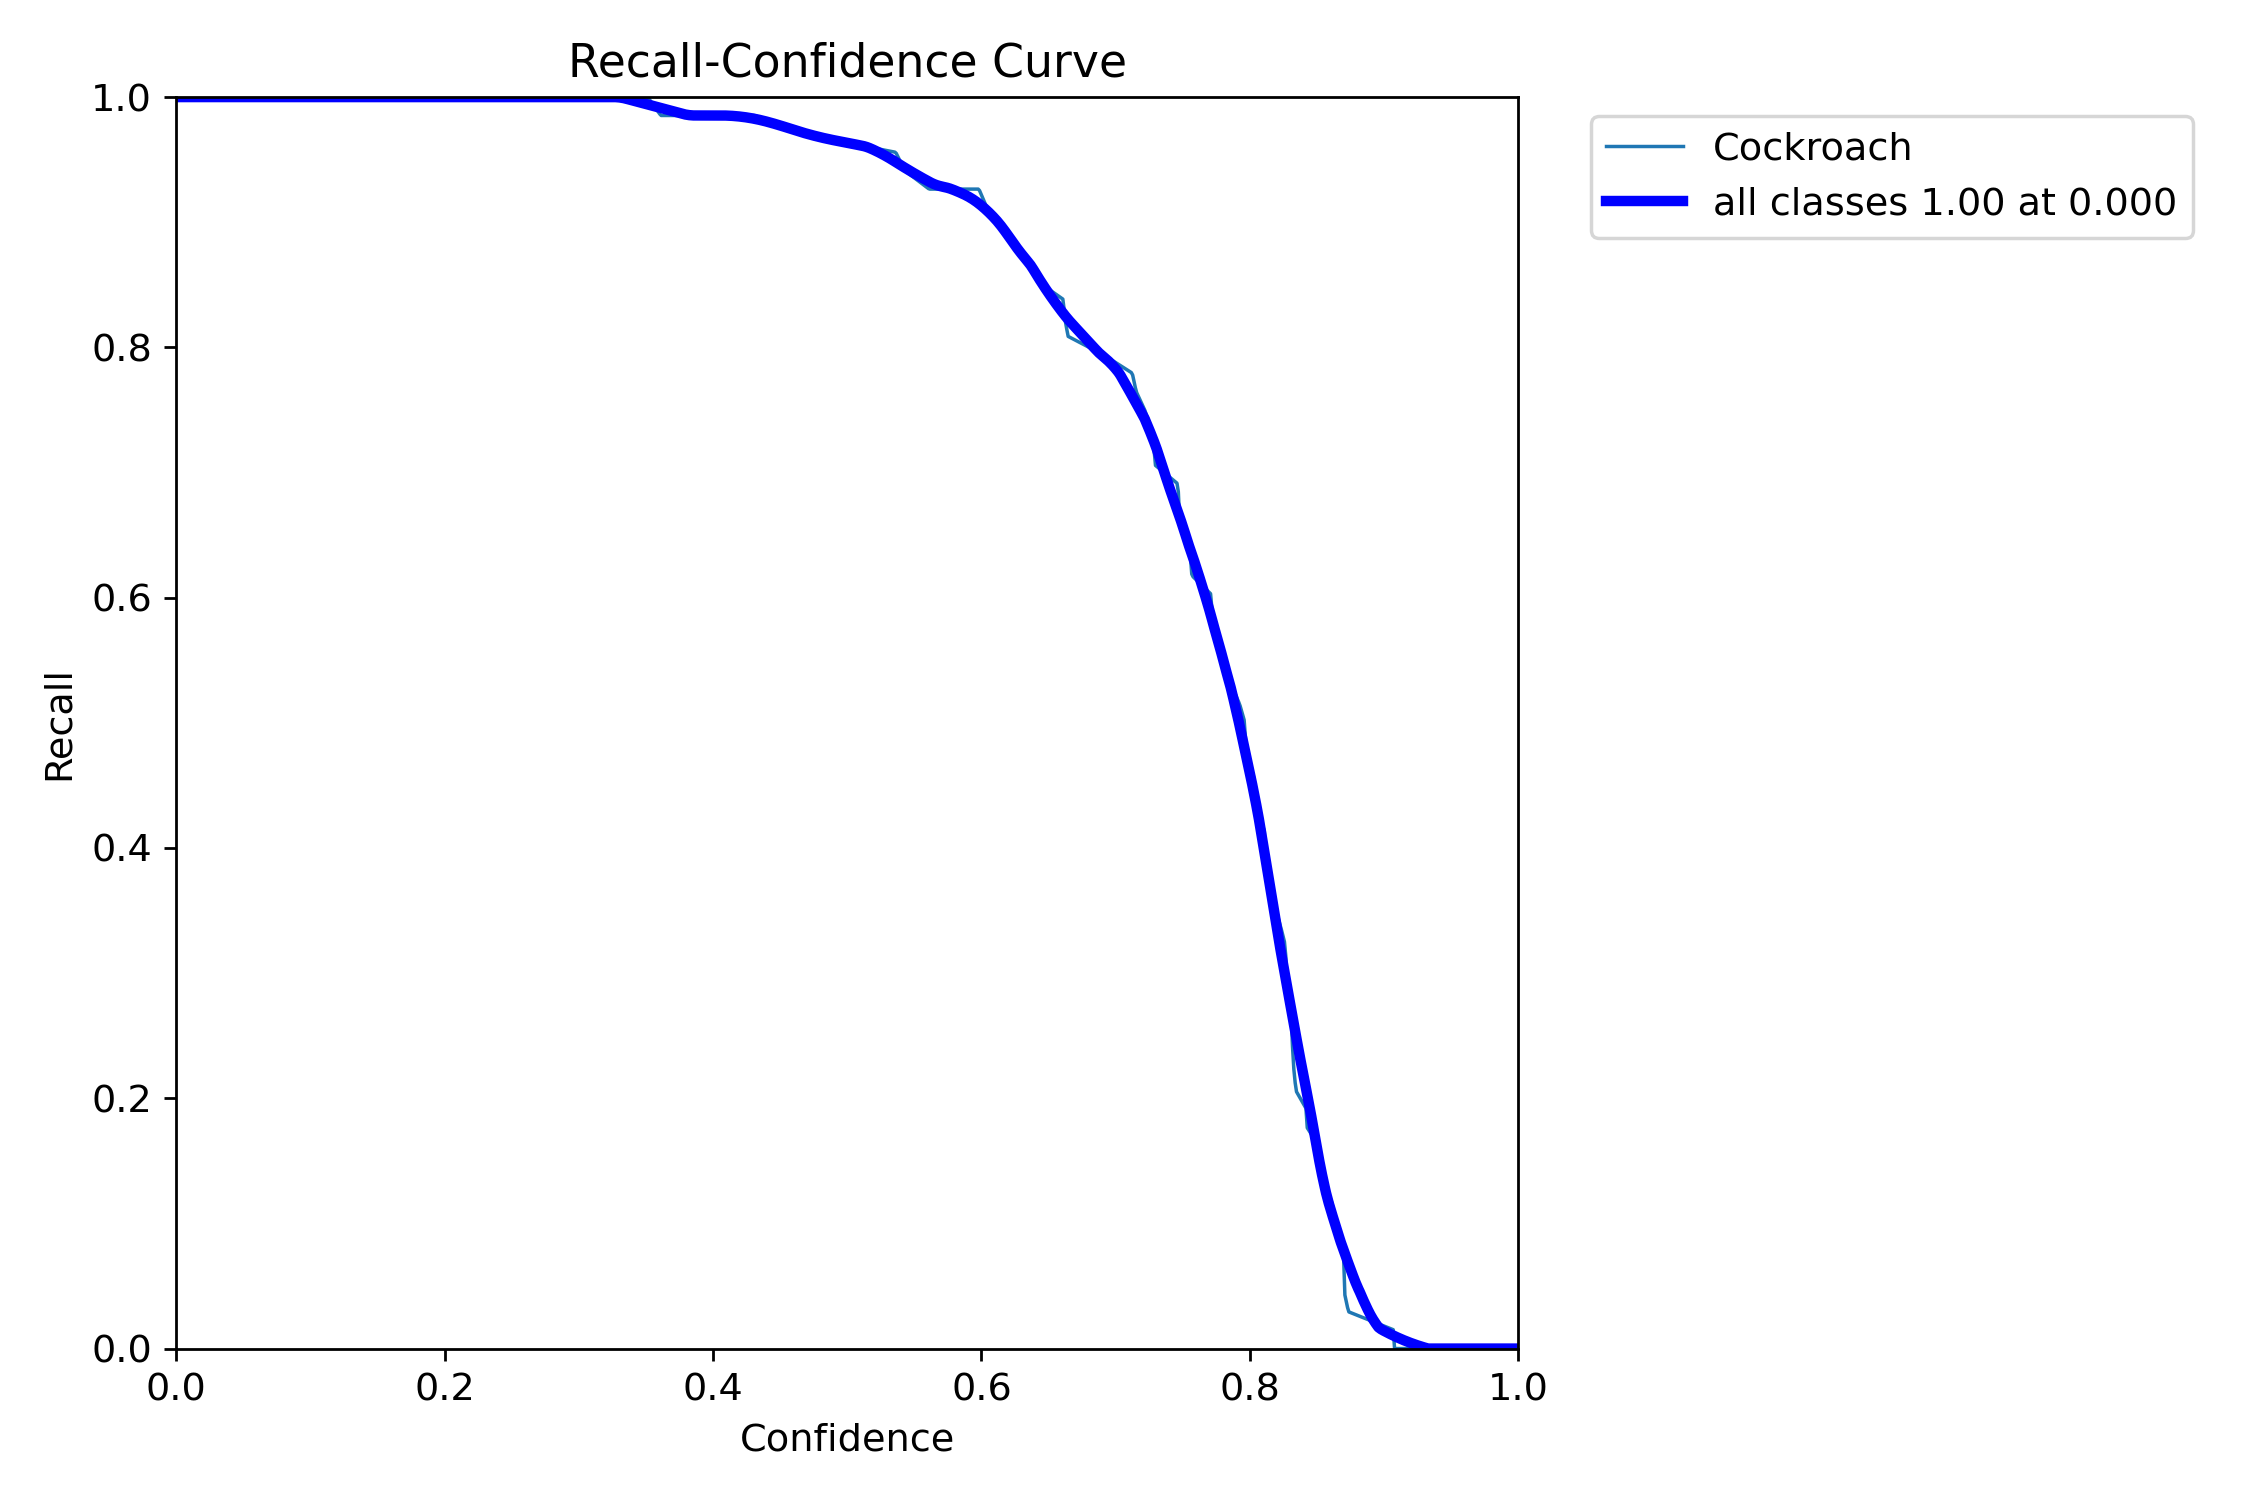 Recall-Confidence Curve
1.0
0.8
0.6
0.4
0.2
0.0
Recall
0.0 0.2 0.4 0.6 0.8 1.0
Confidence
Cockroach
all classes 1.00 at 0.000